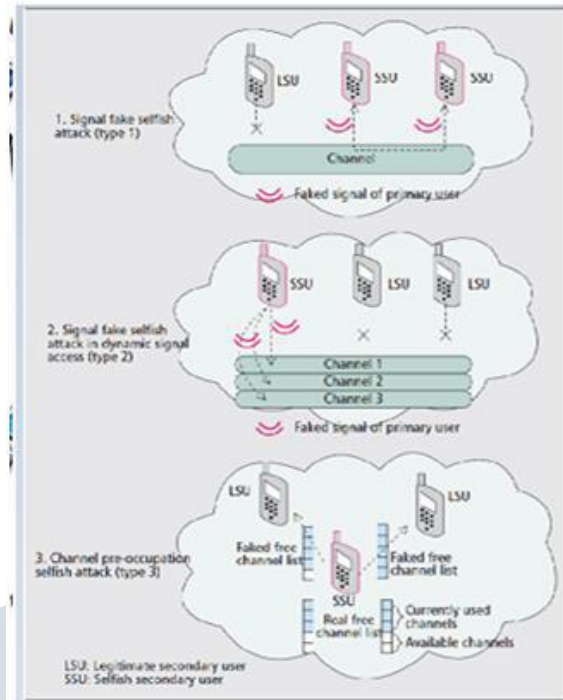 LSU
SSU
SSU
1. Signal fake selfish
attack (type 1)
Channel
Faked signal of primary user
SSU
LSU
LSU
2. Signal fake selfish
attack in dynamic signal
access (type 2)
Channel 1
Channel 2
Channel 3
Faked signal of primary user
LSU
LSU
Faked free
channel list
Faked free
channel list
3. Channel pre-occupation
selfish attack (type 3)
SSU
Real free
channel list
Currently used
channels
Available channels
LSU: Legitimate secondary user
SSU: Selfish secondary user